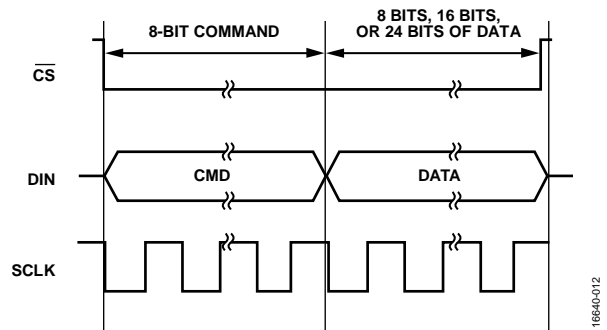 8-BIT COMMAND
8 BITS, 16 BITS,
OR 24 BITS OF DATA
CS
DIN
CMD
DATA
SCLK
16640-012